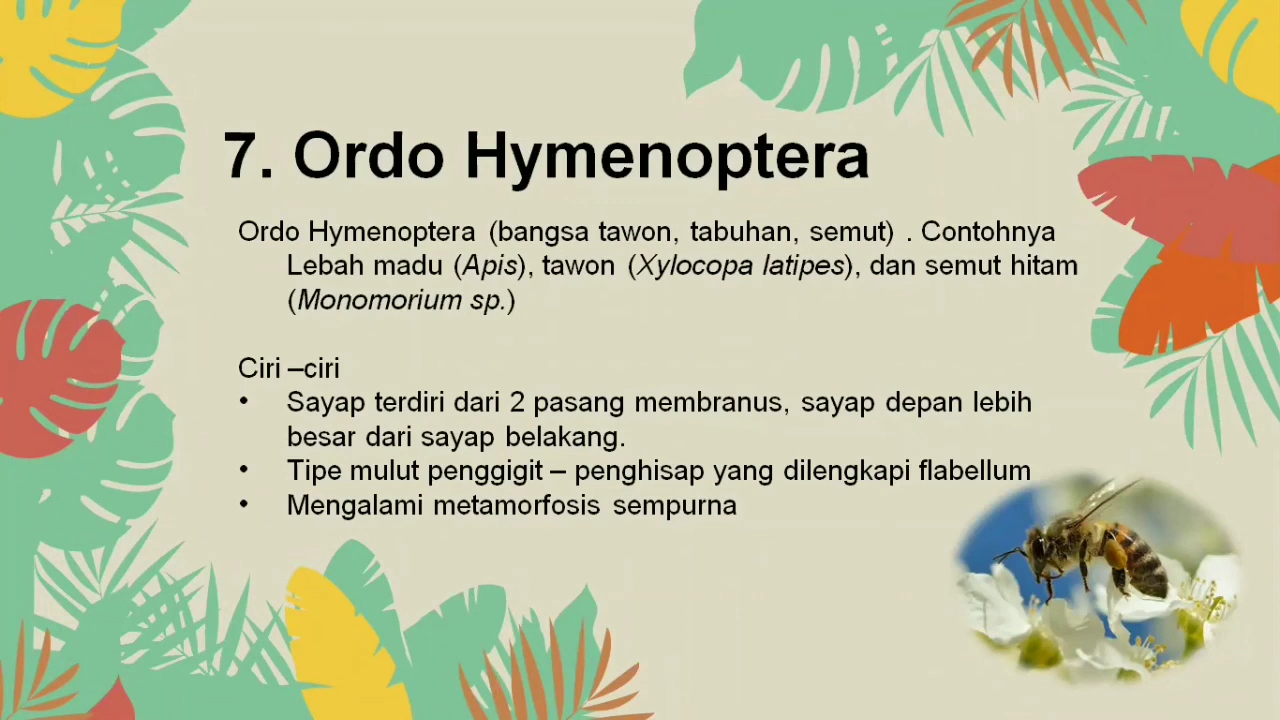 7. Ordo Hymenoptera
Ordo Hymenoptera (bangsa tawon, tabuhan, semut) . Contohnya
Lebah madu (Apis), tawon (Xylocopa latipes), dan semut hitam
(Monomorium sp.)
Ciri –ciri
• Sayap terdiri dari 2 pasang membranus, sayap depan lebih
besar dari sayap belakang.
• Tipe mulut penggigit – penghisap yang dilengkapi flabellum
• Mengalami metamorfosis sempurna